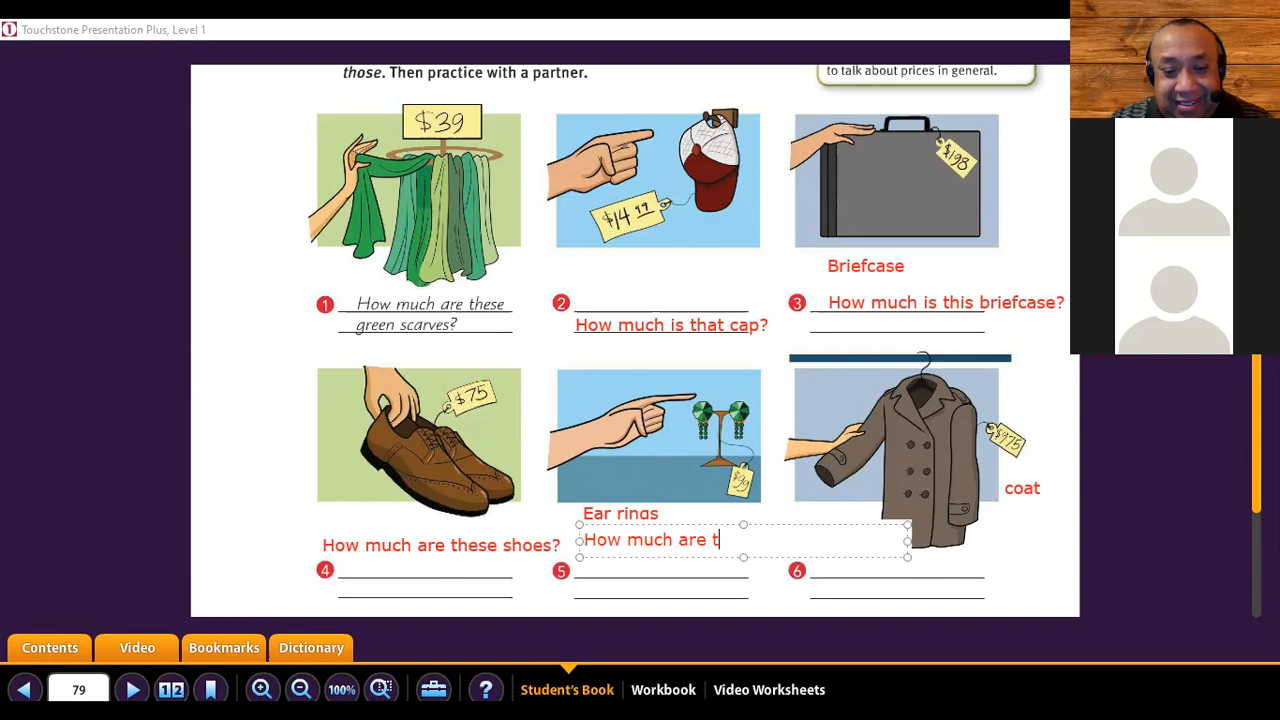 Touchstone Presentation Plus, Level 1
those. Then practice with a partner.
to talk about prices in general.
$39
$14 99
$198
Briefcase
1 How much are these
green scarves?
2
How much is that cap?
3 How much is this briefcase?
$75
$99
$975
coat
Ear rings
How much are these shoes?
How much are t
4
5
6
Contents
Video
Bookmarks
Dictionary
79
12
100%
?
Student's Book
Workbook
Video Worksheets